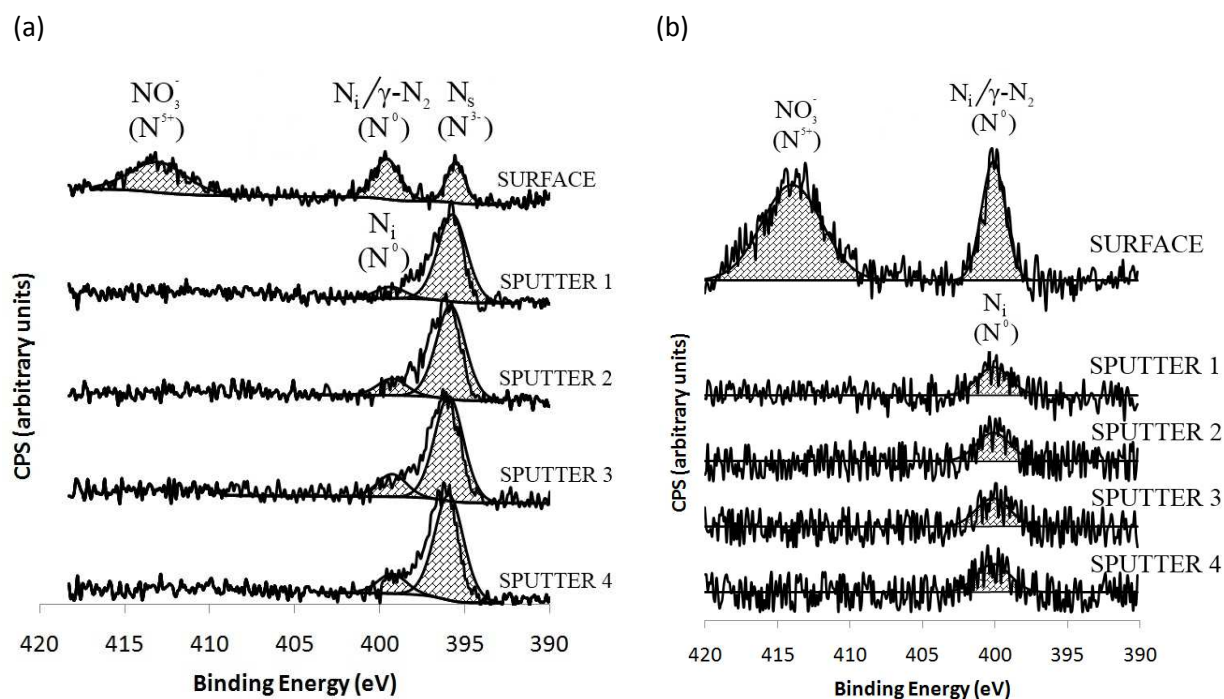 (a)
NO₃⁻
(N⁵⁺)
Nᵢ/γ-N₂
(N⁰)
Nₛ
(N³⁻)
SURFACE
Nᵢ
(N⁰)
SPUTTER 1
SPUTTER 2
SPUTTER 3
SPUTTER 4
CPS (arbitrary units)
420 415 410 405 400 395 390
Binding Energy (eV)
(b)
NO₃⁻
(N⁵⁺)
Nᵢ/γ-N₂
(N⁰)
SURFACE
Nᵢ
(N⁰)
SPUTTER 1
SPUTTER 2
SPUTTER 3
SPUTTER 4
CPS (arbitrary units)
420 415 410 405 400 395 390
Binding Energy (eV)